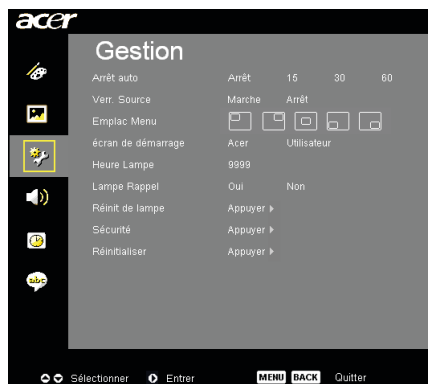 acer
Gestion
Arrêt auto Arrêt 15 30 60
Verr. Source Marche Arrêt
Emplac Menu
écran de démarrage Acer Utilisateur
Heure Lampe 9999
Lampe Rappel Oui Non
Réinit de lampe Appuyer
Sécurité Appuyer
Réinitialiser Appuyer
abc
Sélectionner Entrer MENU BACK Quitter